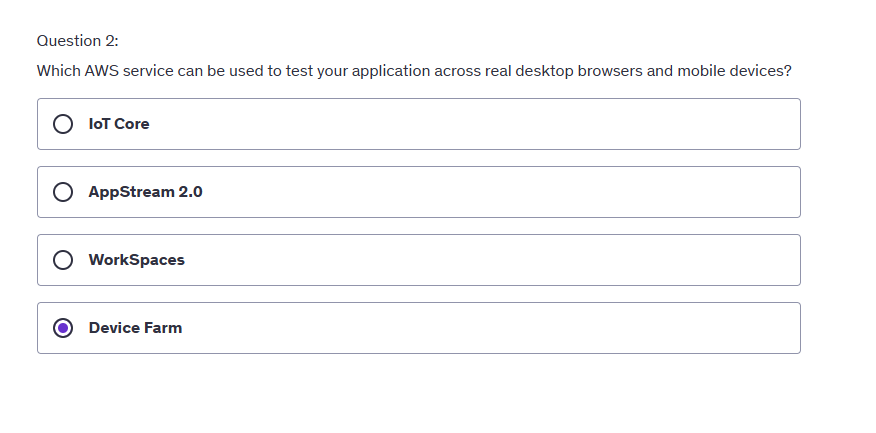 Question 2:
Which AWS service can be used to test your application across real desktop browsers and mobile devices?
IoT Core
AppStream 2.0
WorkSpaces
Device Farm